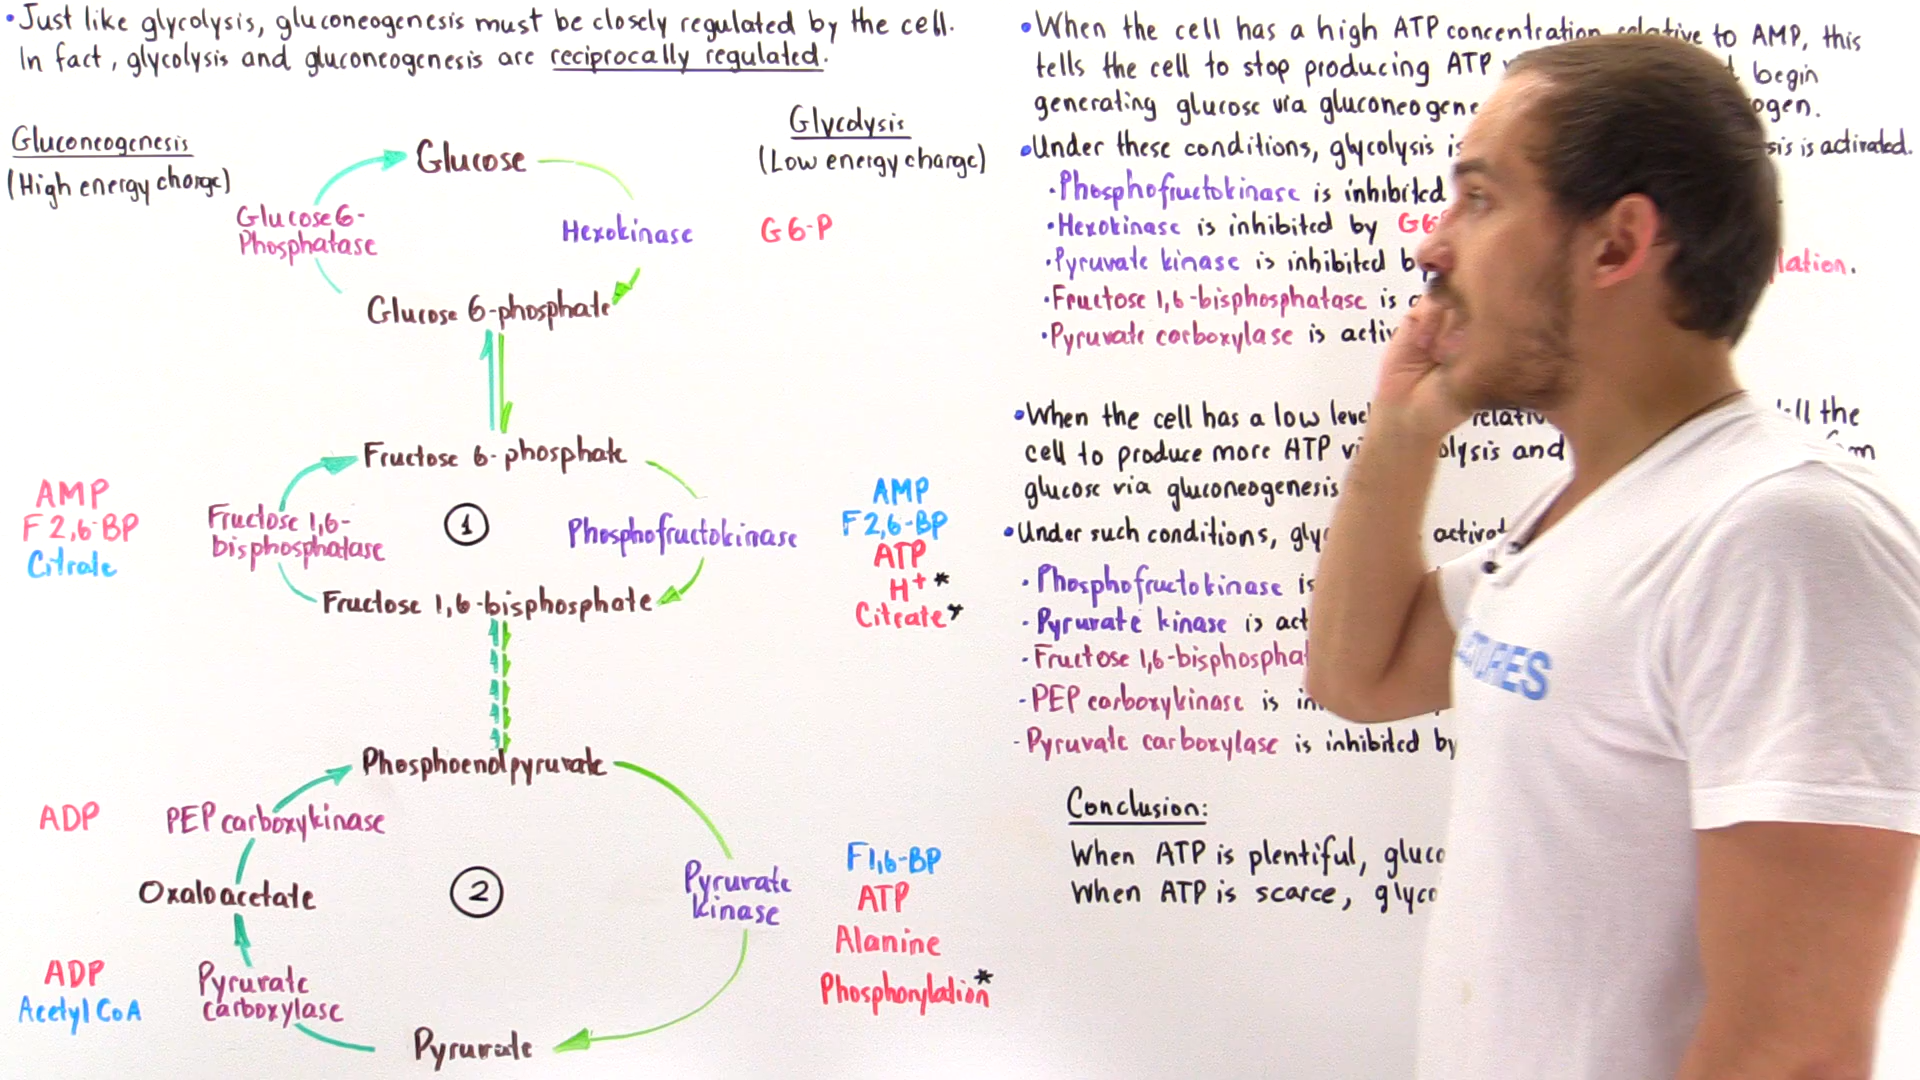 •Just like glycolysis, gluconeogenesis must be closely regulated by the cell.
In fact, glycolysis and gluconeogenesis are reciprocally regulated.
Gluconeogenesis
(High energy charge)
Glycolysis
(Low energy charge)
Glucose
Glucose 6-
Phosphatase
Hexokinase
G6-P
Glucose 6-phosphate
Fructose 6-phosphate
AMP
F 2,6-BP
Citrate
Fructose 1,6-
bisphosphatase
1
Phosphofructokinase
AMP
F 2,6-BP
ATP
H+*
Citrate*
Fructose 1,6-bisphosphate
Phosphoenolpyruvate
ADP
PEP carboxykinase
Oxaloacetate
2
Pyruvate
kinase
F1,6-BP
ATP
Alanine
Phosphorylation*
ADP
Acetyl CoA
Pyruvate
carboxylase
Pyruvate
•When the cell has a high ATP concentration relative to AMP, this
tells the cell to stop producing ATP begin
generating glucose via
•Under these conditions, glycolysis is activated.
•Phosphofructokinase is inhibited
•Hexokinase is inhibited by
•Pyruvate kinase is inhibited
•Fructose 1,6-bisphosphatase is
•Pyruvate carboxylase is
•When the cell has a low the
cell to produce more ATP and
glucose via gluconeogenesis
•Under such conditions,
•Phosphofructokinase is
•Pyruvate kinase is
-Fructose
-PEP carboxykinase is
-Pyruvate carboxylase is inhibited by
Conclusion:
When ATP is plentiful,
When ATP is scarce,